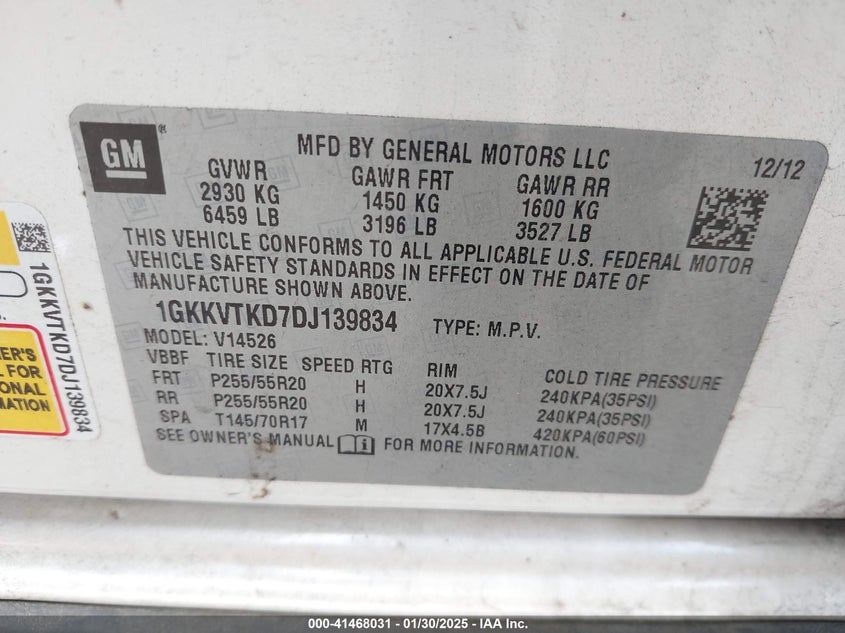 GM
®
MFD BY GENERAL MOTORS LLC
12/12
GVWR GAWR FRT GAWR RR
2930 KG 1450 KG 1600 KG
6459 LB 3196 LB 3527 LB
THIS VEHICLE CONFORMS TO ALL APPLICABLE U.S. FEDERAL MOTOR
VEHICLE SAFETY STANDARDS IN EFFECT ON THE DATE OF
MANUFACTURE SHOWN ABOVE.
1GKKVTKD7DJ139834 TYPE: M.P.V.
MODEL: V14526
VBBF TIRE SIZE SPEED RTG RIM COLD TIRE PRESSURE
FRT P255/55R20 H 20X7.5J 240KPA(35PSI)
RR P255/55R20 H 20X7.5J 240KPA(35PSI)
SPA T145/70R17 M 17X4.5B 420KPA(60PSI)
SEE OWNER'S MANUAL FOR MORE INFORMATION.
1GKKVTKD7DJ139834
ER'S
L FOR
ONAL
MATION
000-41468031 - 01/30/2025 - IAA Inc.